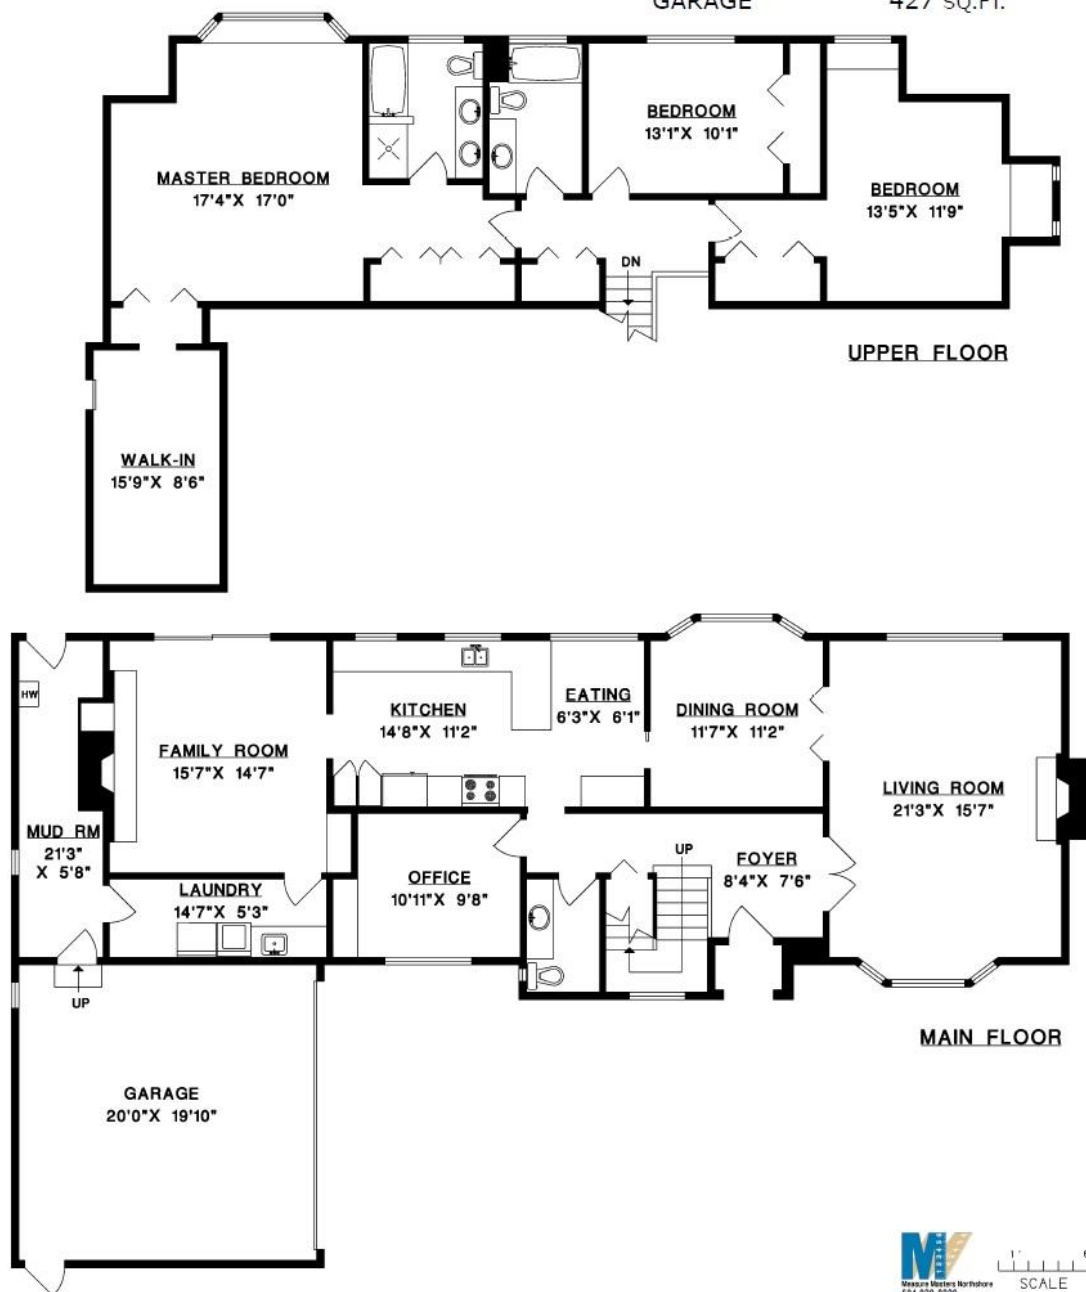 GARAGE 427 SQ.FT.
MASTER BEDROOM
17'4"X 17'0"
BEDROOM
13'1"X 10'1"
BEDROOM
13'5"X 11'9"
DN
UPPER FLOOR
WALK-IN
15'9"X 8'6"
HW
KITCHEN
14'8"X 11'2"
EATING
6'3"X 6'1"
DINING ROOM
11'7"X 11'2"
FAMILY ROOM
15'7"X 14'7"
LIVING ROOM
21'3"X 15'7"
MUD RM
21'3"
X 5'8"
LAUNDRY
14'7"X 5'3"
OFFICE
10'11"X 9'8"
UP
FOYER
8'4"X 7'6"
UP
MAIN FLOOR
GARAGE
20'0"X 19'10"
Measure Masters Northshore
1'
SCALE